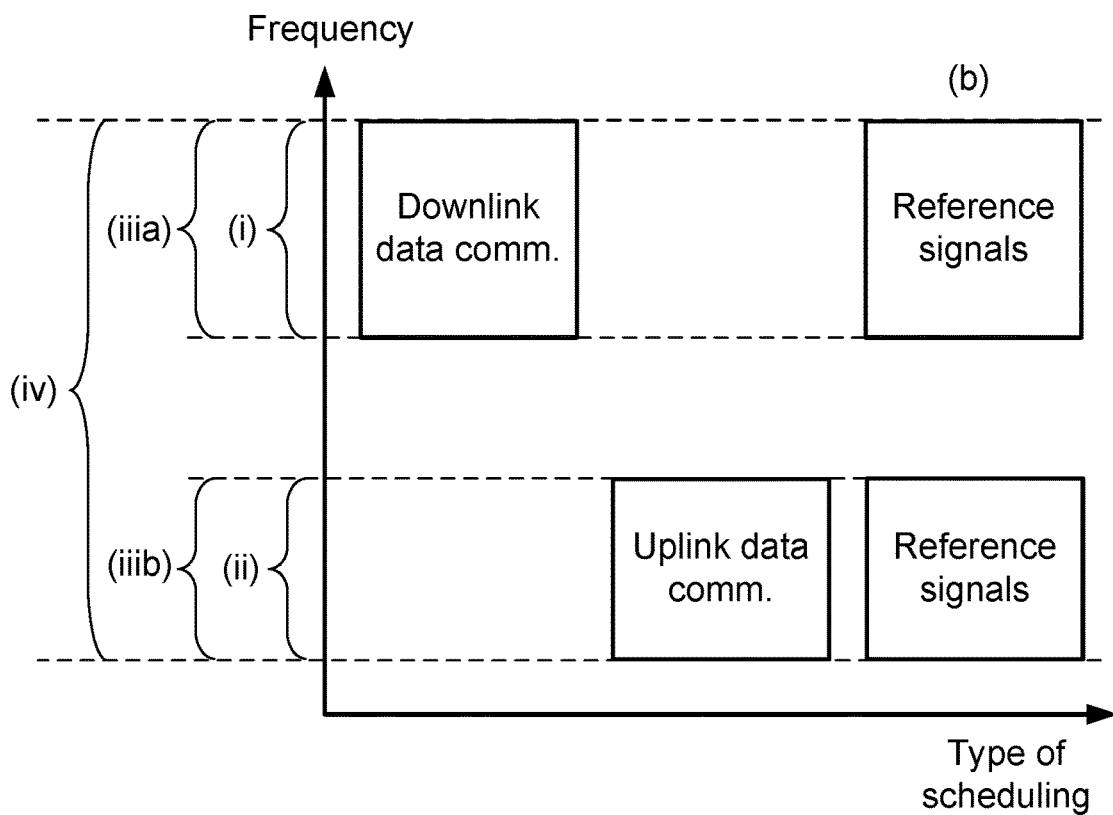 Frequency
(b)
(iiia)
(i)
Downlink
data comm.
Reference
signals
(iv)
(iiib)
(ii)
Uplink data
comm.
Reference
signals
Type of
scheduling